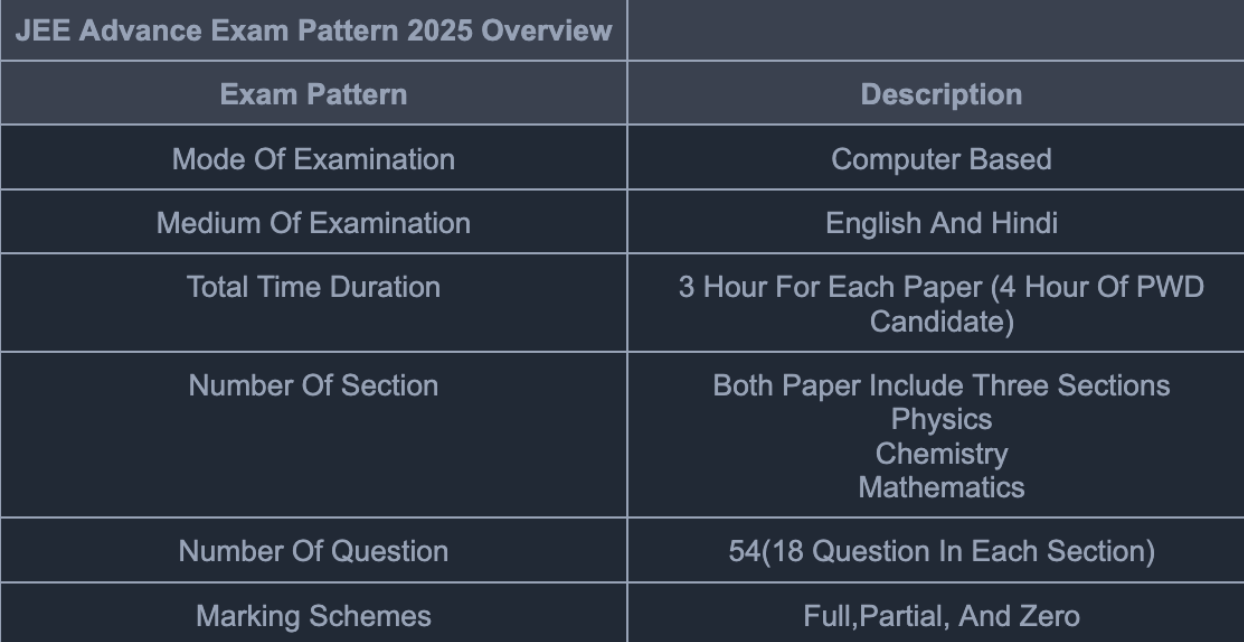 JEE Advance Exam Pattern 2025 Overview
Exam Pattern
Description
Mode Of Examination
Computer Based
Medium Of Examination
English And Hindi
Total Time Duration
3 Hour For Each Paper (4 Hour Of PWD
Candidate)
Number Of Section
Both Paper Include Three Sections
Physics
Chemistry
Mathematics
Number Of Question
54(18 Question In Each Section)
Marking Schemes
Full,Partial, And Zero